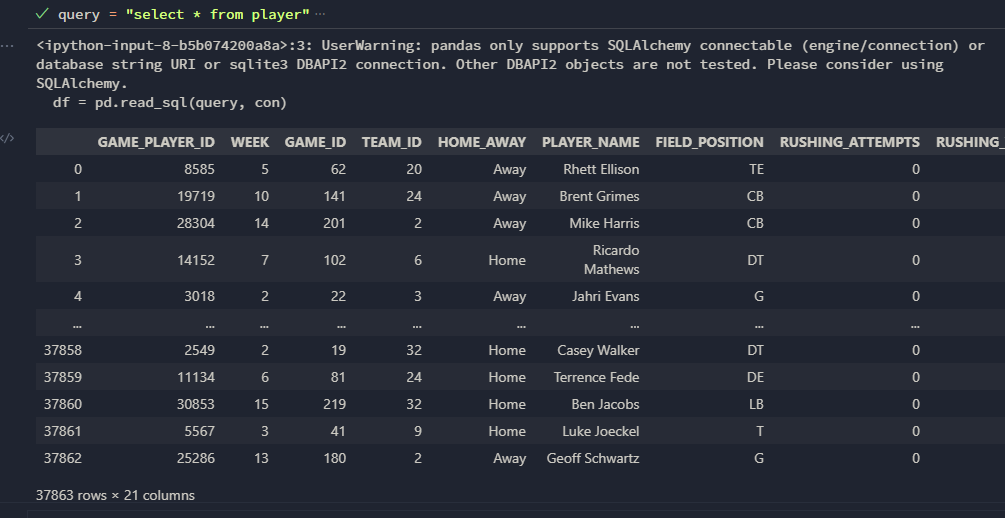 query = "select * from player" ...
<ipython-input-8-b5b074200a8a>:3: UserWarning: pandas only supports SQLAlchemy connectable (engine/connection) or
database string URI or sqlite3 DBAPI2 connection. Other DBAPI2 objects are not tested. Please consider using
SQLAlchemy.
df = pd.read_sql(query, con)
GAME_PLAYER_ID WEEK GAME_ID TEAM_ID HOME_AWAY PLAYER_NAME FIELD_POSITION RUSHING_ATTEMPTS RUSHING_
0 8585 5 62 20 Away Rhett Ellison TE 0
1 19719 10 141 24 Away Brent Grimes CB 0
2 28304 14 201 2 Away Mike Harris CB 0
3 14152 7 102 6 Home Ricardo Mathews DT 0
4 3018 2 22 3 Away Jahri Evans G 0
... ... ... ... ... ... ... ... ...
37858 2549 2 19 32 Home Casey Walker DT 0
37859 11134 6 81 24 Home Terrence Fede DE 0
37860 30853 15 219 32 Home Ben Jacobs LB 0
37861 5567 3 41 9 Home Luke Joeckel T 0
37862 25286 13 180 2 Away Geoff Schwartz G 0
37863 rows × 21 columns